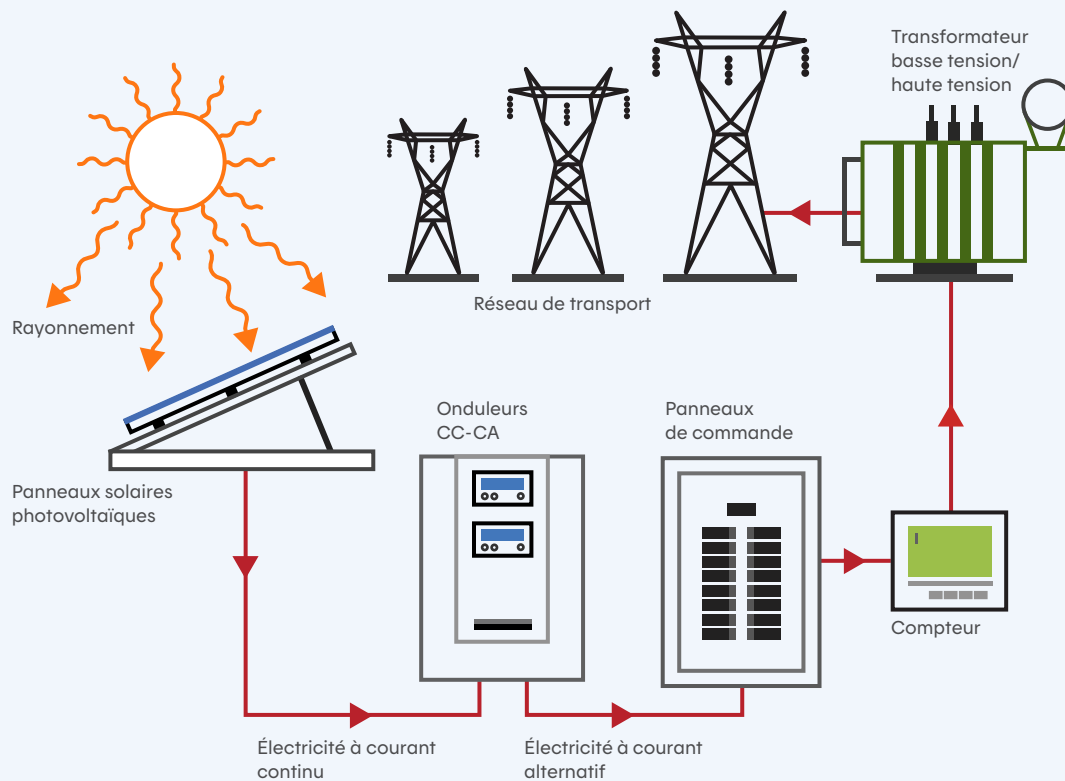 Transformateur
basse tension/
haute tension
Réseau de transport
Rayonnement
Panneaux solaires
photovoltaïques
Onduleurs
CC-CA
Panneaux
de commande
Compteur
Électricité à courant
continu
Électricité à courant
alternatif